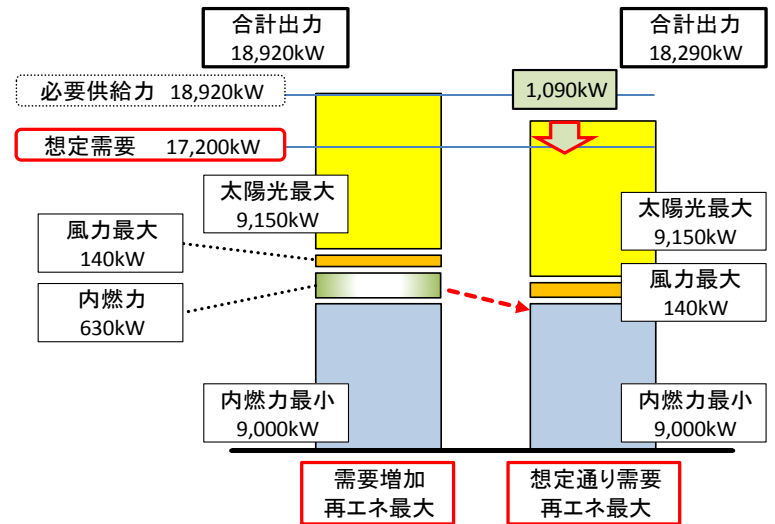 合計出力
18,920kW
合計出力
18,290kW
必要供給力 18,920kW
1,090kW
想定需要 17,200kW
太陽光最大
9,150kW
風力最大
140kW
内燃力
630kW
内燃力最小
9,000kW
太陽光最大
9,150kW
風力最大
140kW
内燃力最小
9,000kW
需要増加
再エネ最大
想定通り需要
再エネ最大